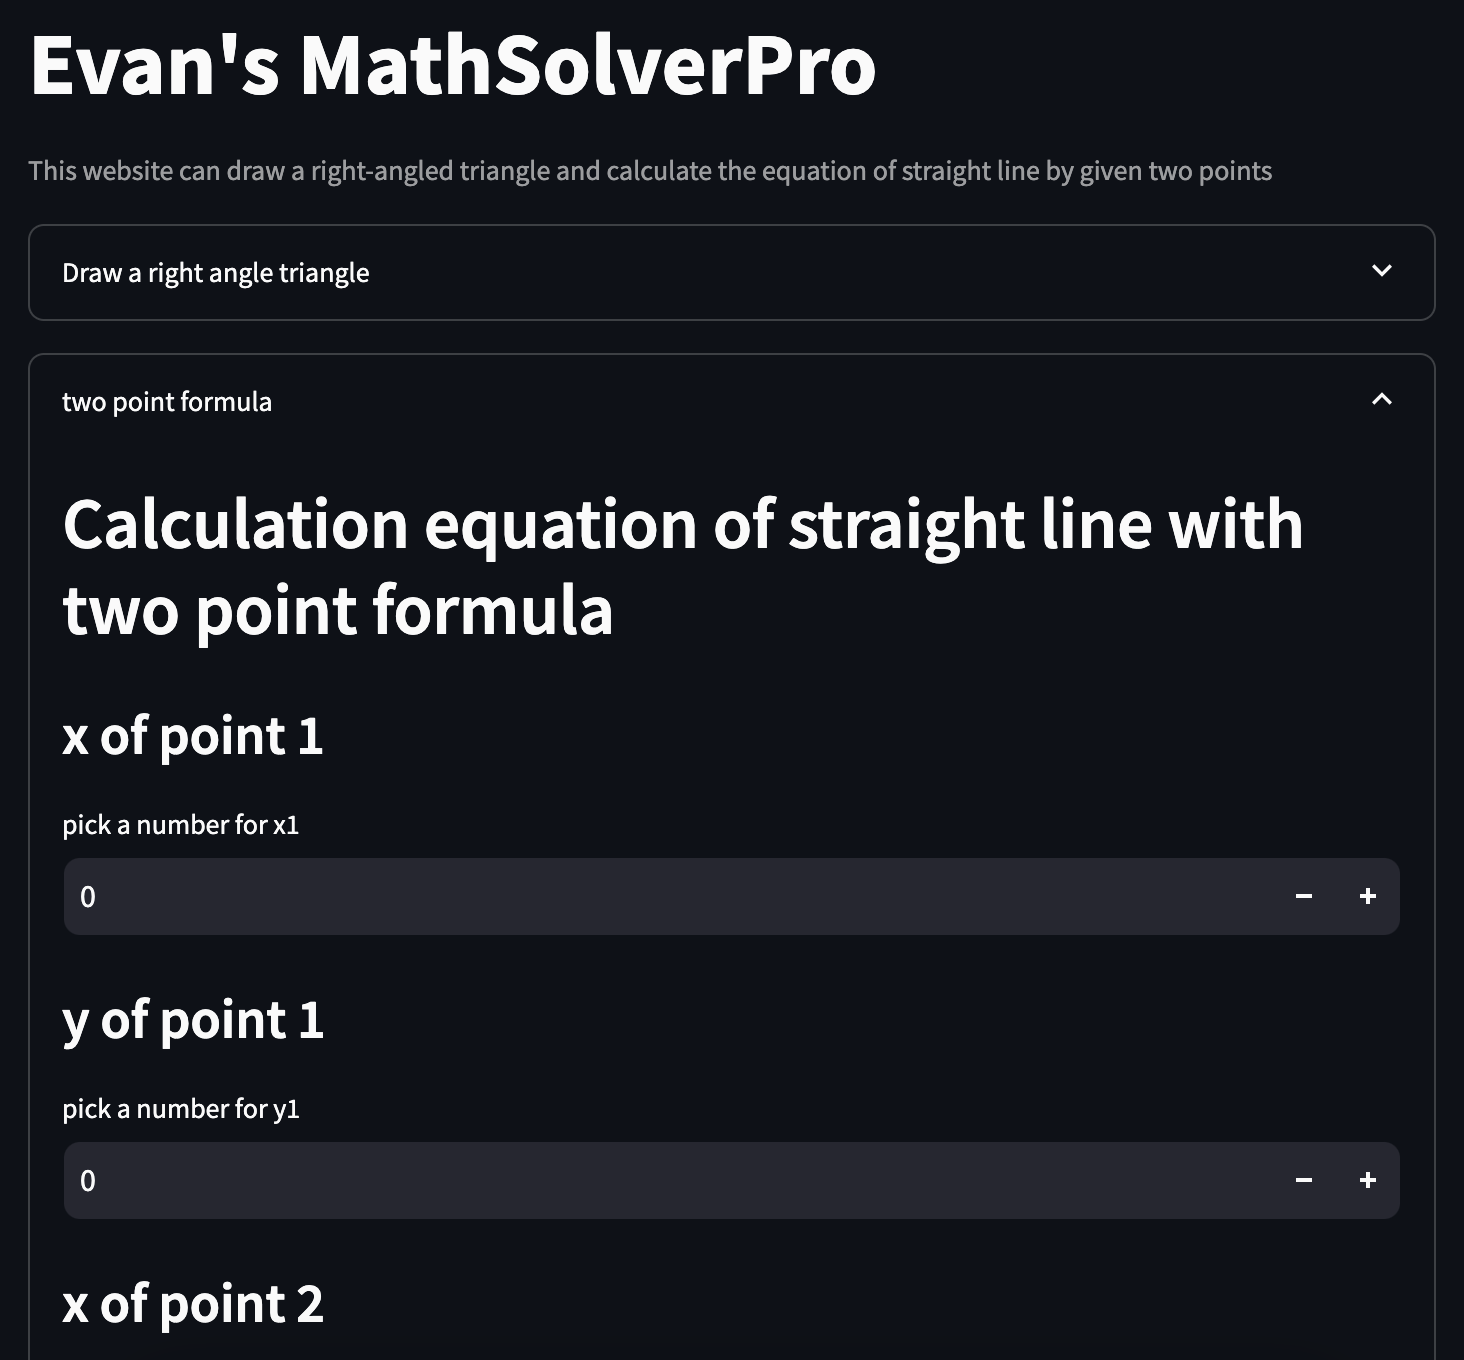 Evan's MathSolverPro
This website can draw a right-angled triangle and calculate the equation of straight line by given two points
Draw a right angle triangle
two point formula
Calculation equation of straight line with
two point formula
x of point 1
pick a number for x1
0 − +
y of point 1
pick a number for y1
0 − +
x of point 2